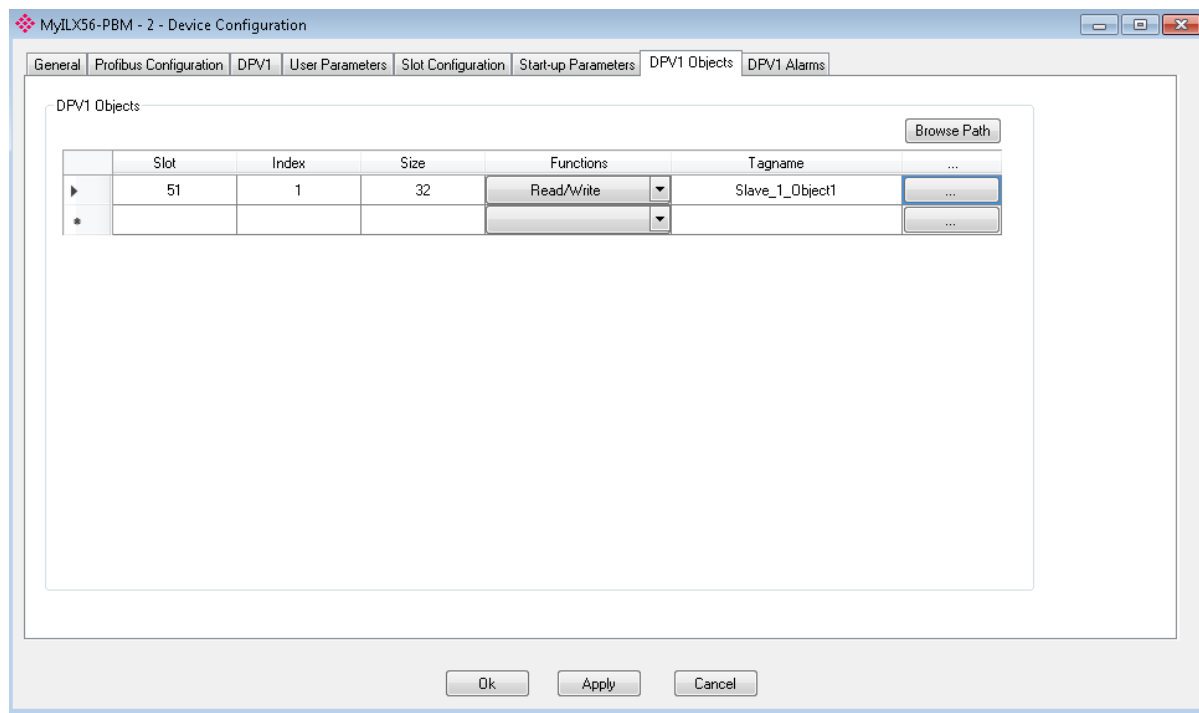 MyILX56-PBM - 2 - Device Configuration
General Profibus Configuration DPV1 User Parameters Slot Configuration Start-up Parameters DPV1 Objects DPV1 Alarms
DPV1 Objects
Browse Path
Slot Index Size Functions Tagname ...
51 1 32 Read/Write Slave_1_Object1 ...
...
Ok Apply Cancel